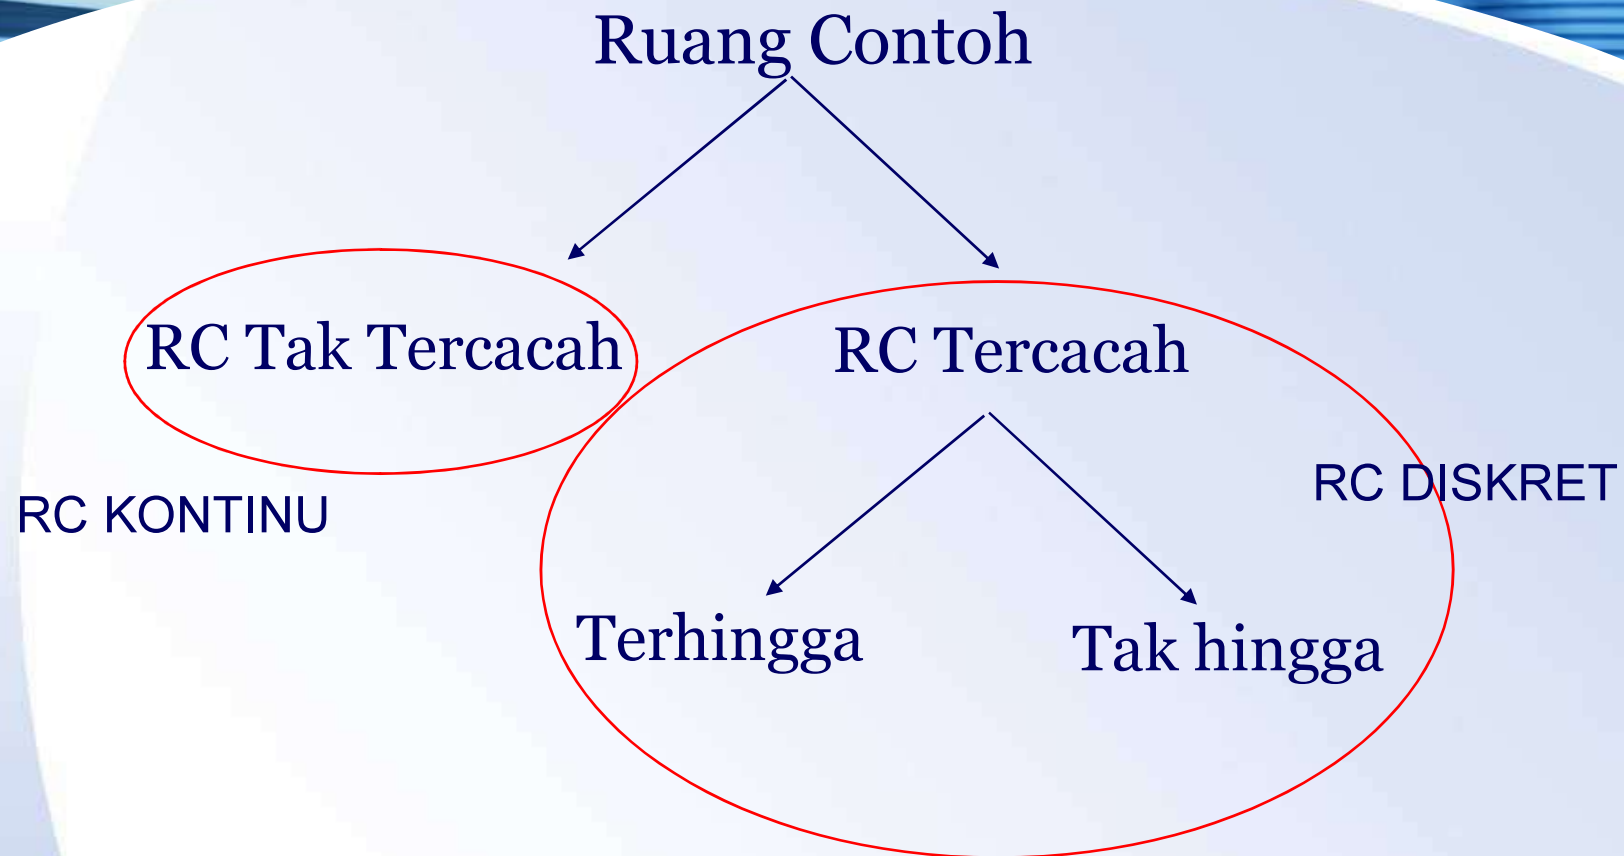 Ruang Contoh
RC Tak Tercacah
RC Tercacah
RC KONTINU
RC DISKRET
Terhingga
Tak hingga